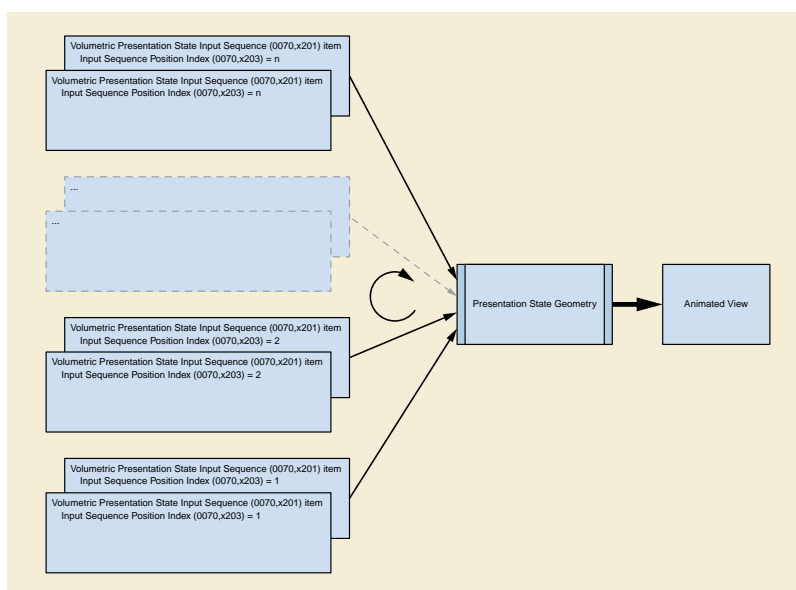 Volumetric Presentation State Input Sequence (0070,x201) item
Input Sequence Position Index (0070,x203) = n
Volumetric Presentation State Input Sequence (0070,x201) item
Input Sequence Position Index (0070,x203) = n
...
...
Presentation State Geometry
Animated View
Volumetric Presentation State Input Sequence (0070,x201) item
Input Sequence Position Index (0070,x203) = 2
Volumetric Presentation State Input Sequence (0070,x201) item
Input Sequence Position Index (0070,x203) = 2
Volumetric Presentation State Input Sequence (0070,x201) item
Input Sequence Position Index (0070,x203) = 1
Volumetric Presentation State Input Sequence (0070,x201) item
Input Sequence Position Index (0070,x203) = 1